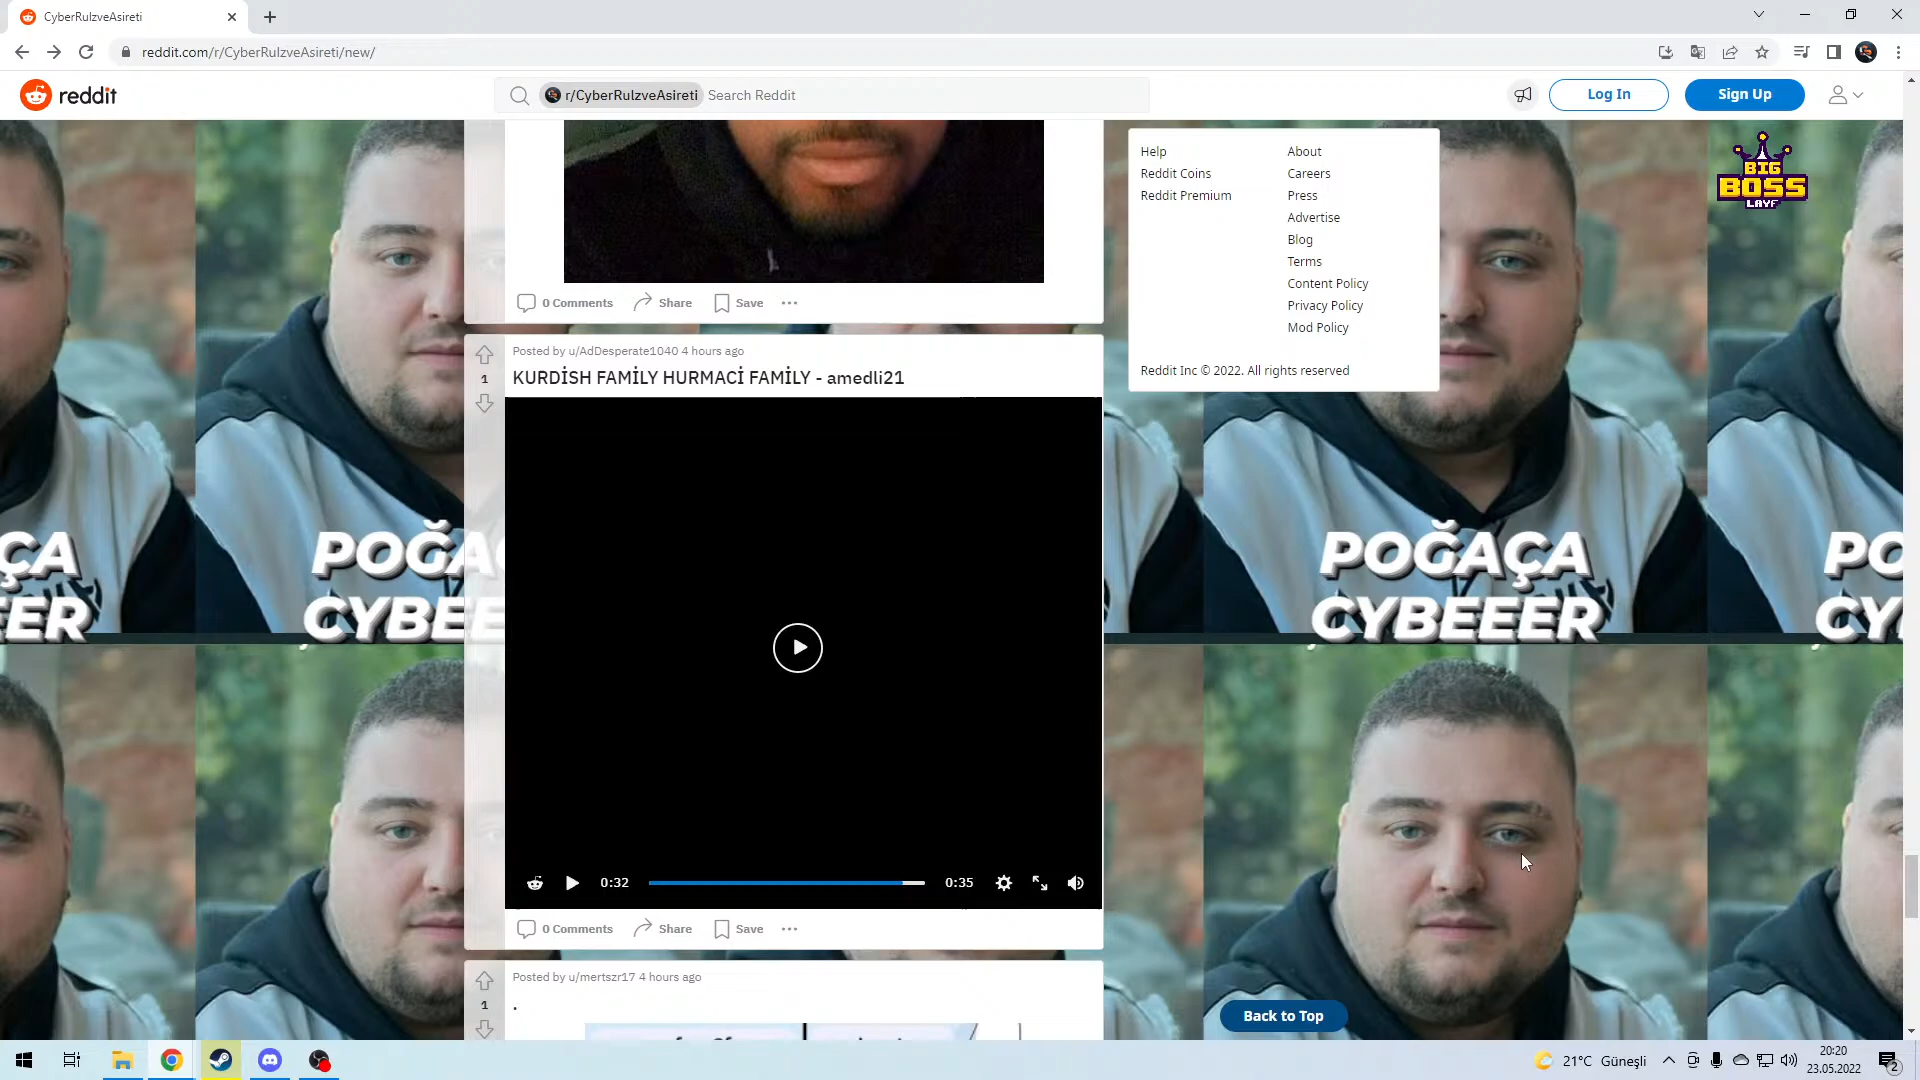 CyberRulzveAsireti
reddit.com/r/CyberRulzveAsireti/new/
reddit
r/CyberRulzveAsireti Search Reddit
Log In
Sign Up
Help
About
Reddit Coins
Careers
Reddit Premium
Press
Advertise
Blog
Terms
Content Policy
Privacy Policy
Mod Policy
Reddit Inc © 2022. All rights reserved
BIG
BOSS
LAYF
0 Comments Share Save
Posted by u/AdDesperate1040 4 hours ago
1
KURDİSH FAMİLY HURMACİ FAMİLY - amedli21
0:32
0:35
0 Comments Share Save
Posted by u/mertszr17 4 hours ago
1
.
ÇA
EER
POĞA
CYBE
POĞAÇA
CYBEEER
PO
CY
Back to Top
21°C Güneşli
20:20
23.05.2022
2